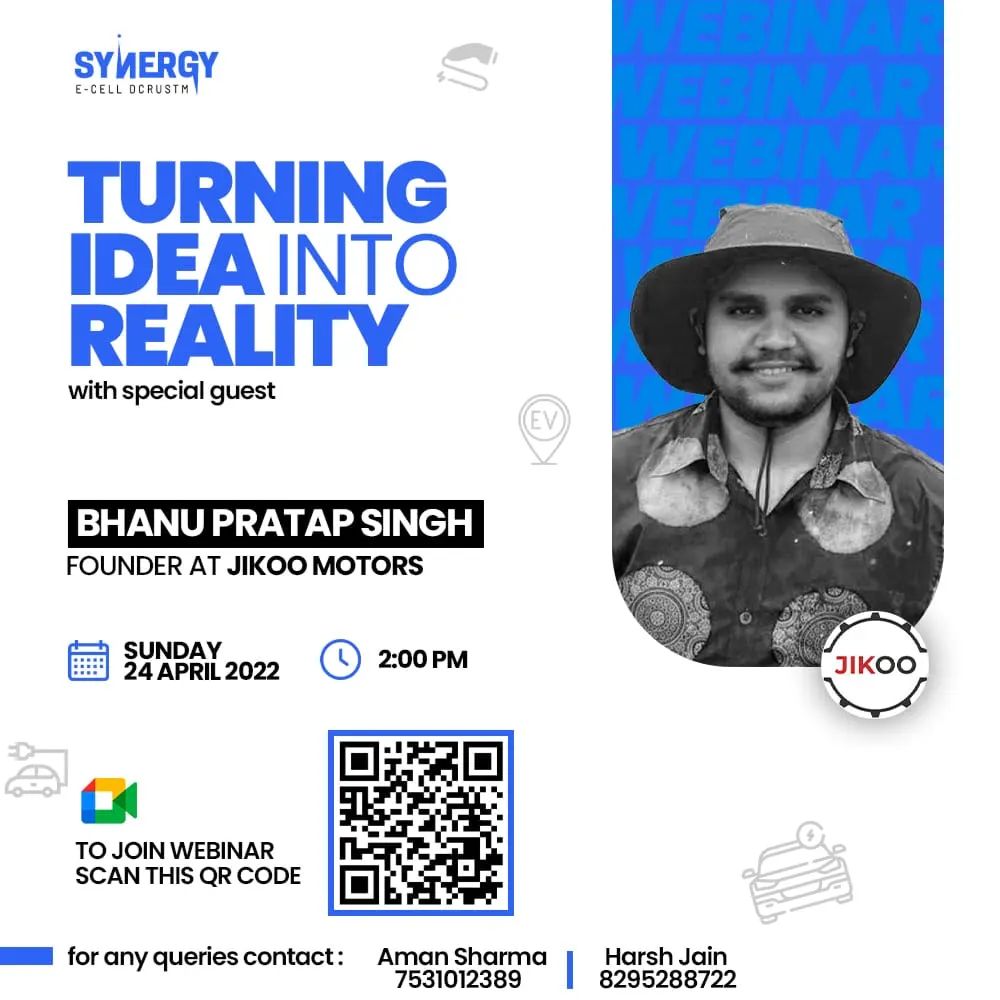 SYNERGY
E-CELL DCRUSTM
TURNING
IDEA INTO
REALITY
with special guest
EV
BHANU PRATAP SINGH
FOUNDER AT JIKOO MOTORS
SUNDAY
24 APRIL 2022
2:00 PM
WEBINAR
WEBINAR
WEBINAR
WEBINAR
JIKOO
TO JOIN WEBINAR
SCAN THIS QR CODE
for any queries contact :
Aman Sharma
7531012389
Harsh Jain
8295288722